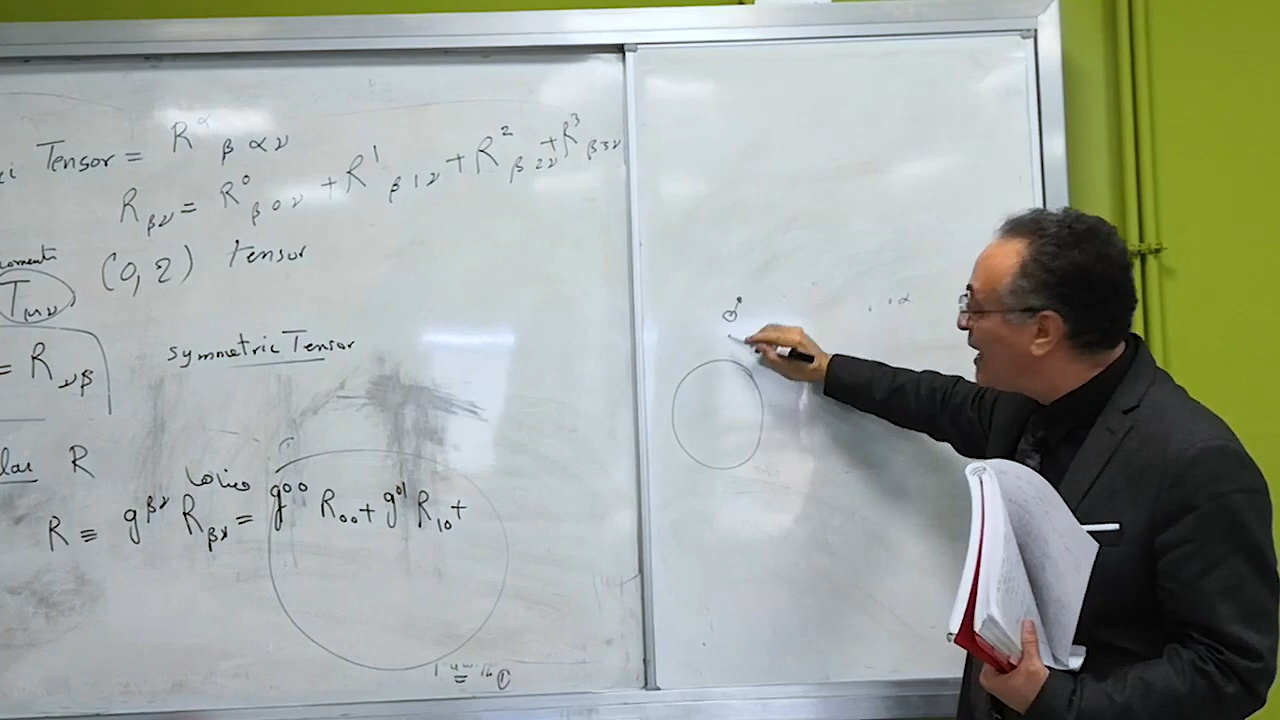 Tensor = R^α_βαν
R_βν = R^0_β0ν + R^1_β1ν + R^2_β2ν + R^3_β3ν
(0,2) tensor
T_μν
= R_νβ
symmetric Tensor
R
R ≡ g^βν R_βγ = g^00 R_00 + g^01 R_10 +